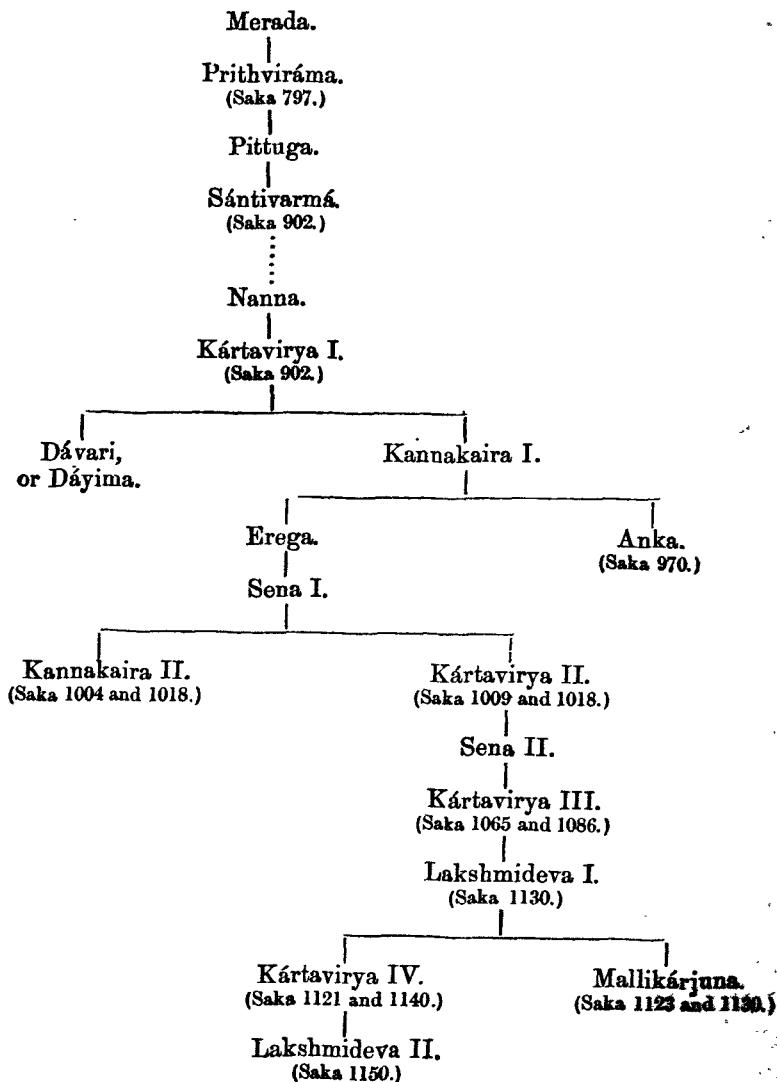 Merada.
Prithviráma.
(Saka 797.)
Pittuga.
Sántivarmá.
(Saka 902.)
Nanna.
Kártavirya I.
(Saka 902.)
Dávari,
or Dáyima.
Kannakaira I.
Erega.
Anka.
(Saka 970.)
Sena I.
Kannakaira II.
(Saka 1004 and 1018.)
Kártavirya II.
(Saka 1009 and 1018.)
Sena II.
Kártavirya III.
(Saka 1065 and 1086.)
Lakshmideva I.
(Saka 1130.)
Kártavirya IV.
(Saka 1121 and 1140.)
Mallikárjuna.
(Saka 1123 and 1130.)
Lakshmideva II.
(Saka 1150.)